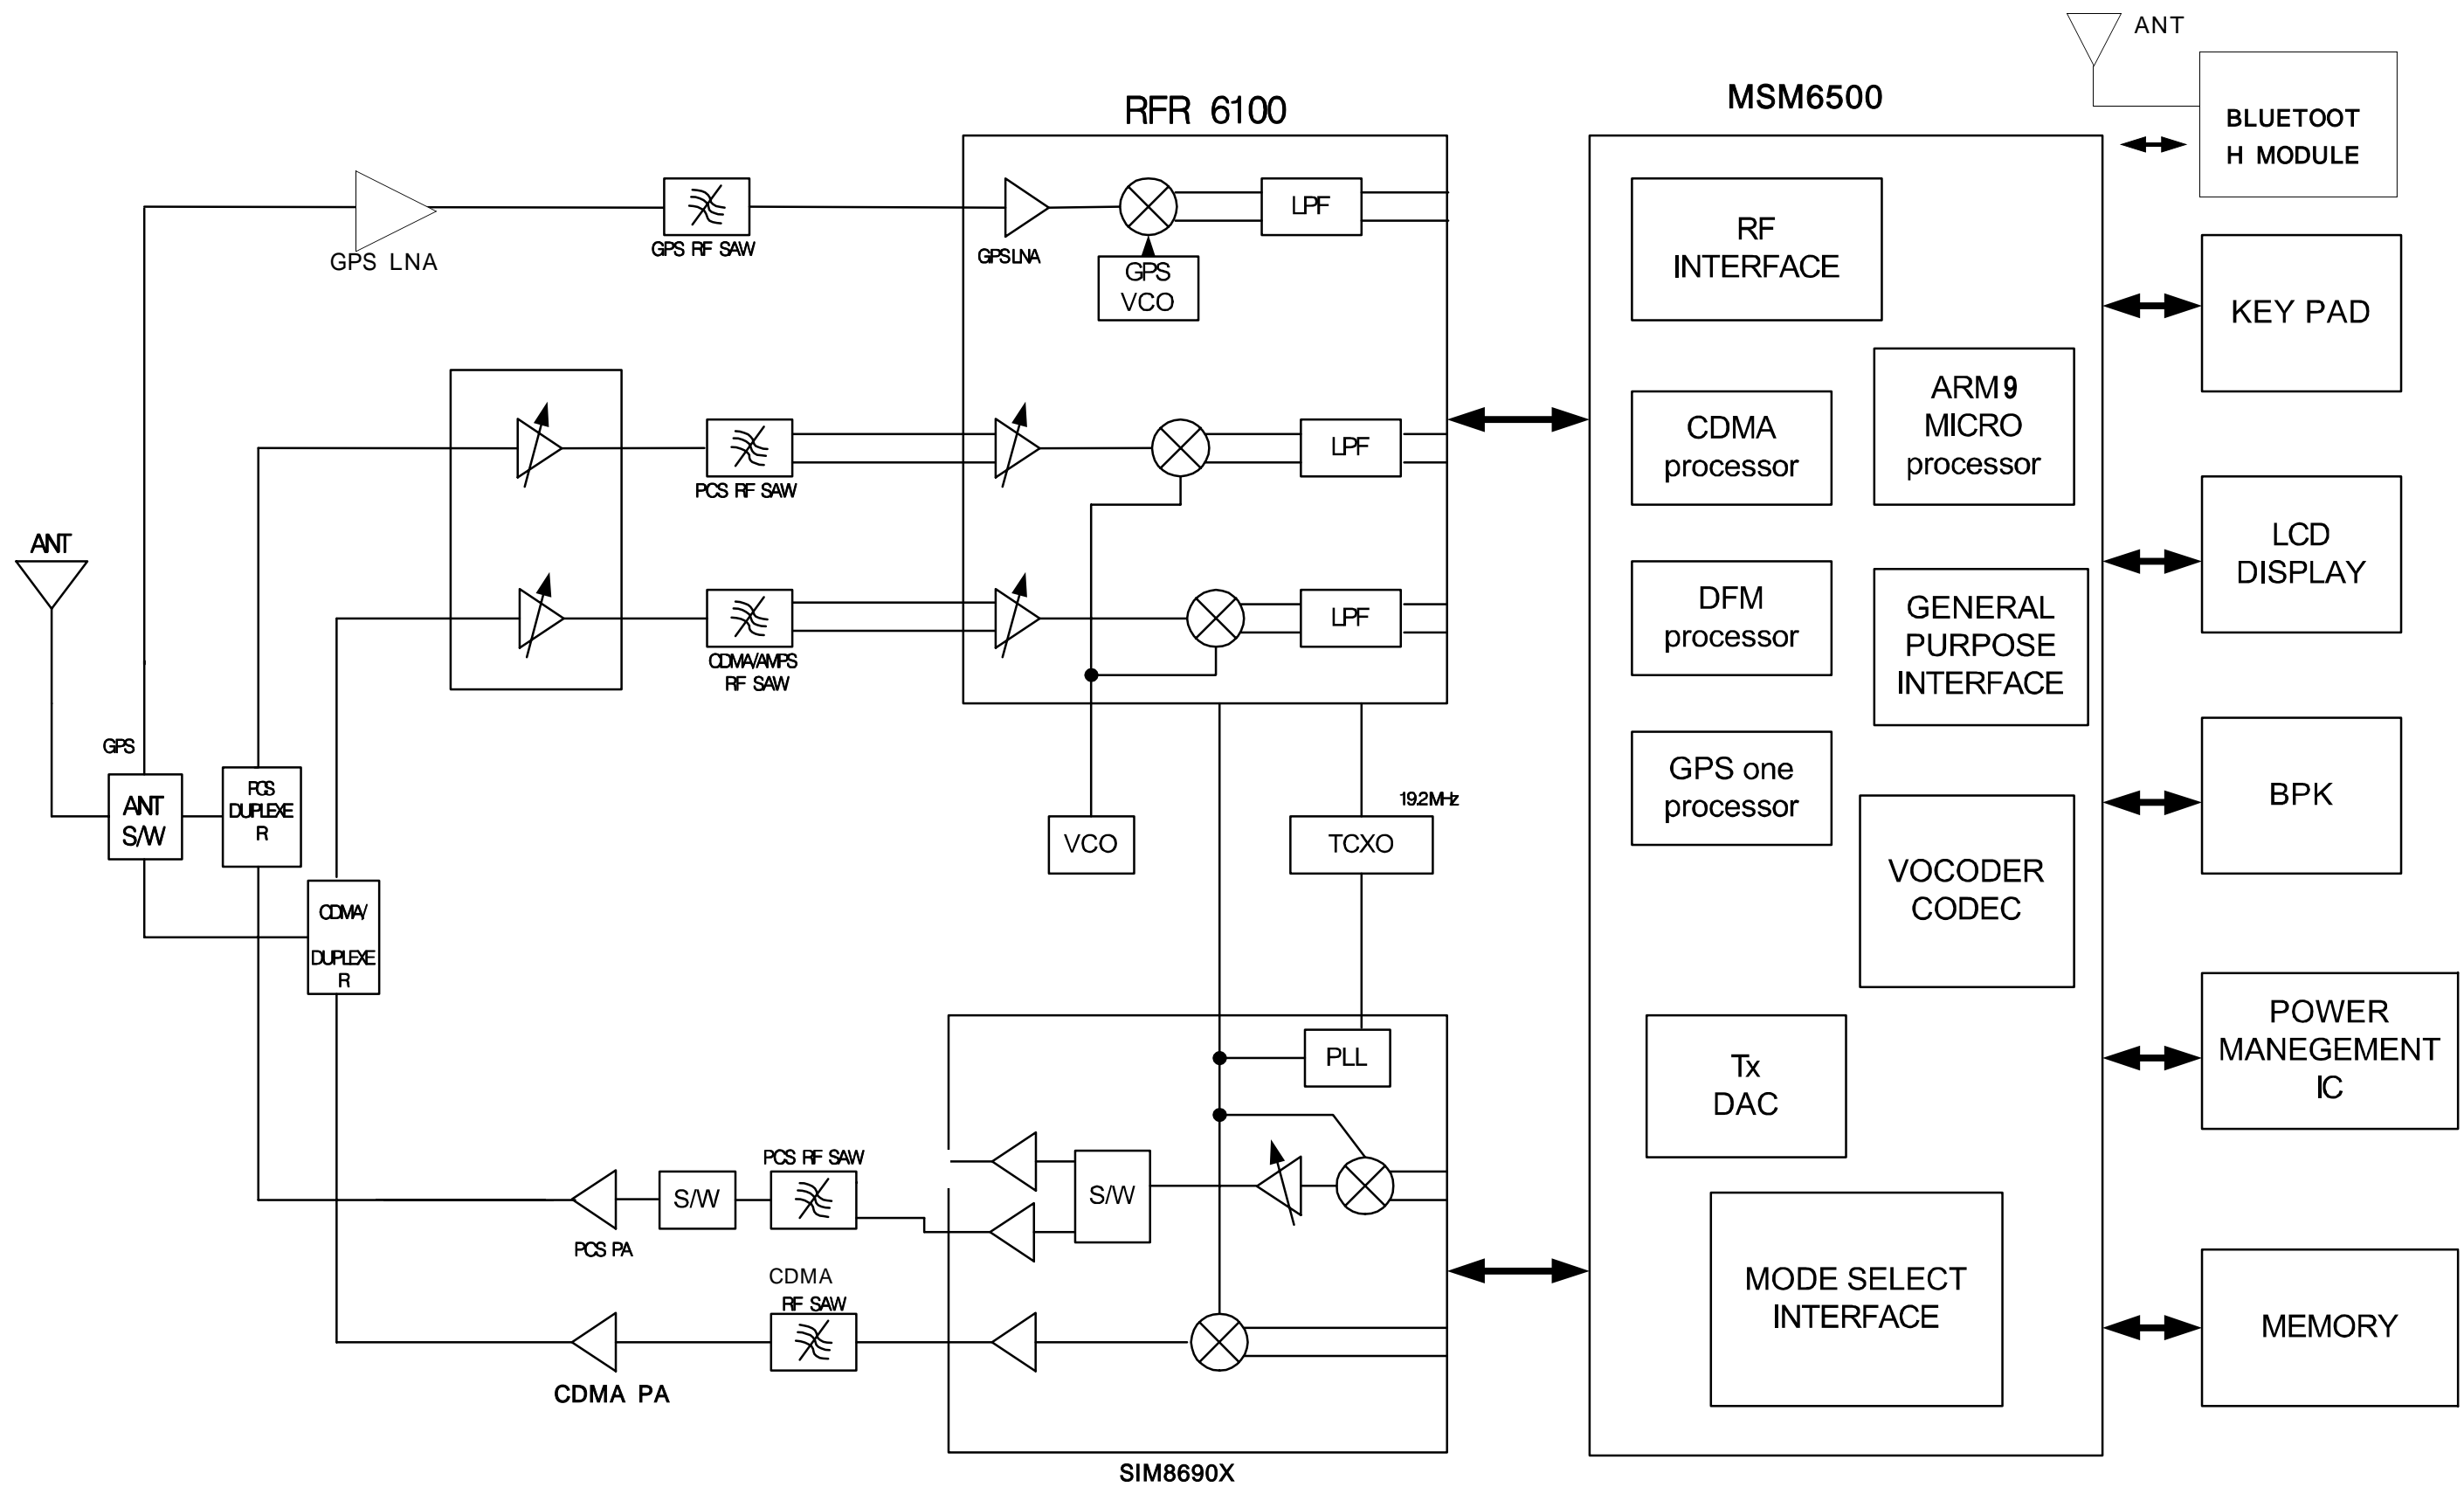 ANT
BLUETOOT
H MODULE
RFR 6100
MSM6500
GPS LNA
GPS RF SAW
GPS LNA
LPF
GPS
VCO
RF
INTERFACE
KEY PAD
PCS RF SAW
LPF
CDMA
processor
ARM9
MICRO
processor
ANT
CDMA/AMPS
RF SAW
LPF
DFM
processor
GENERAL
PURPOSE
INTERFACE
LCD
DISPLAY
GPS
ANT
S/W
PCS
DUPLEXE
R
CDMA/
DUPLEXE
R
VCO
19.2MHz
TCXO
GPS one
processor
VOCODER
CODEC
BPK
PLL
Tx
DAC
POWER
MANEGEMENT
IC
PCS RF SAW
S/W
S/W
PCS PA
CDMA
RF SAW
CDMA PA
MODE SELECT
INTERFACE
MEMORY
SIM8690X